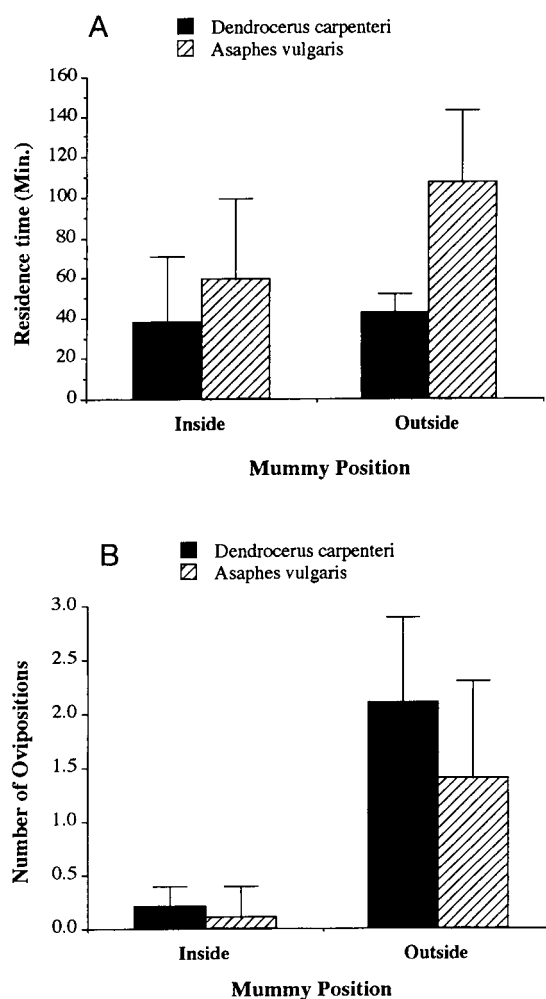 A
Dendrocerus carpenteri
Asaphes vulgaris
160
140
120
100
80
60
40
20
0
Residence time (Min.)
Inside
Outside
Mummy Position
B
Dendrocerus carpenteri
Asaphes vulgaris
3.0
2.5
2.0
1.5
1.0
0.5
0.0
Number of Ovipositions
Inside
Outside
Mummy Position